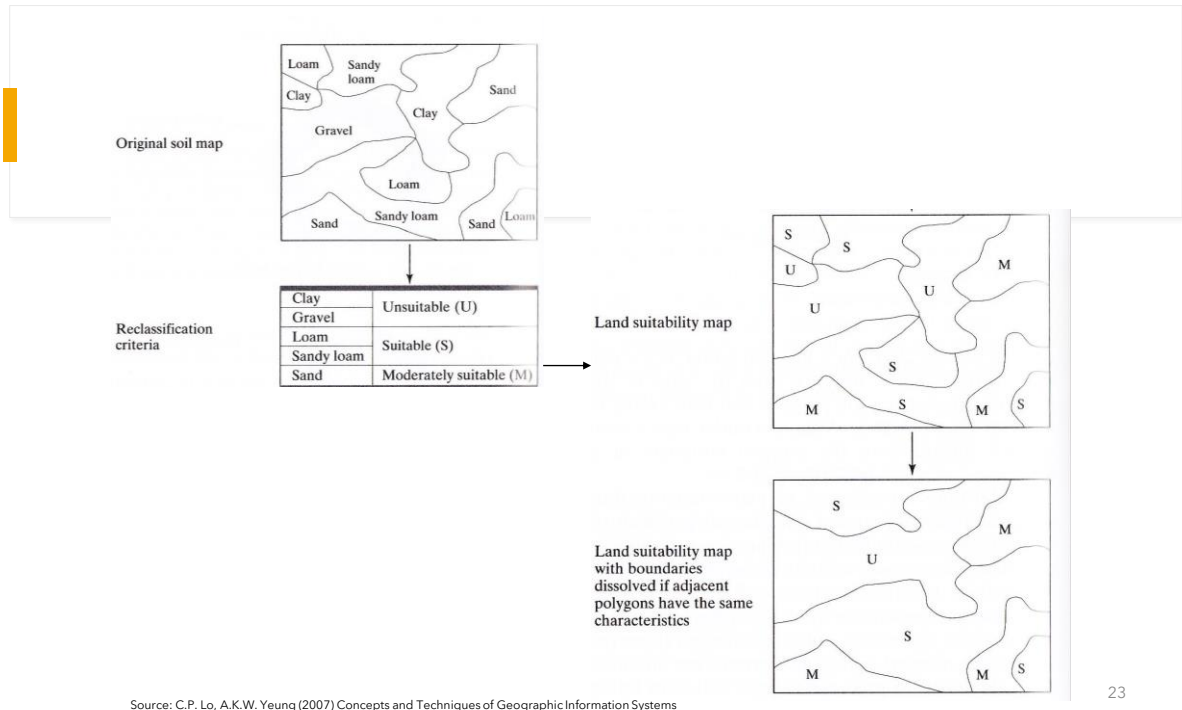 Original soil map
Loam
Sandy
loam
Clay
Sand
Clay
Gravel
Loam
Sandy loam
Sand
Sand
Loam
Reclassification
criteria
Clay
Gravel
Unsuitable (U)
Loam
Sandy loam
Suitable (S)
Sand
Moderately suitable (M)
Land suitability map
S
S
U
M
U
U
S
M
S
M
S
Land suitability map
with boundaries
dissolved if adjacent
polygons have the same
characteristics
S
M
U
S
M
M
S
Source: C.P. Lo, A.K.W. Yeung (2007) Concepts and Techniques of Geographic Information Systems
23